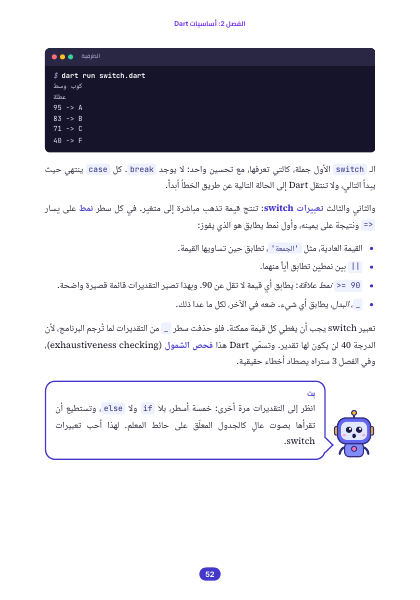 الفصل 2: أساسيات Dart
الطرفية
$ dart run switch.dart
كوب وسط
عطلة
95 -> A
83 -> B
71 -> C
40 -> F
الـ switch الأول جملة، كالتي تعرفها، مع تحسين واحد: لا يوجد break. كل case ينتهي حيث
يبدأ التالي، ولا تنتقل Dart إلى الحالة التالية عن طريق الخطأ أبدًا.
والثاني والثالث تعبيرات switch: تنتج قيمة تذهب مباشرة إلى متغير. في كل سطر نمط على يسار
=> ونتيجة على يمينه، وأول نمط يطابق هو الذي يفوز:
• القيمة العادية، مثل 'الجمعة'، تطابق حين تساويها القيمة.
• || بين نمطين تطابق أياً منهما.
• >= 90 نمط علاقة: يطابق أي قيمة لا تقل عن 90. وبهذا تصير التقديرات قائمة قصيرة واضحة.
• _، البدل، يطابق أي شيء. ضعه في الآخر، لكل ما عدا ذلك.
تعبير switch يجب أن يغطي كل قيمة ممكنة. فلو حذفت سطر _ من التقديرات لما تُرجم البرنامج، لأن
الدرجة 40 لن يكون لها تقدير. وتسمّي Dart هذا فحص الشمول (exhaustiveness checking)،
وفي الفصل 3 ستراه يصطاد أخطاء حقيقية.
بِت
انظر إلى التقديرات مرة أخرى: خمسة أسطر، بلا if ولا else، وتستطيع أن
تقرأها بصوت عالٍ كالجدول المعلّق على حائط المعلم. لهذا أحب تعبيرات
switch.
52